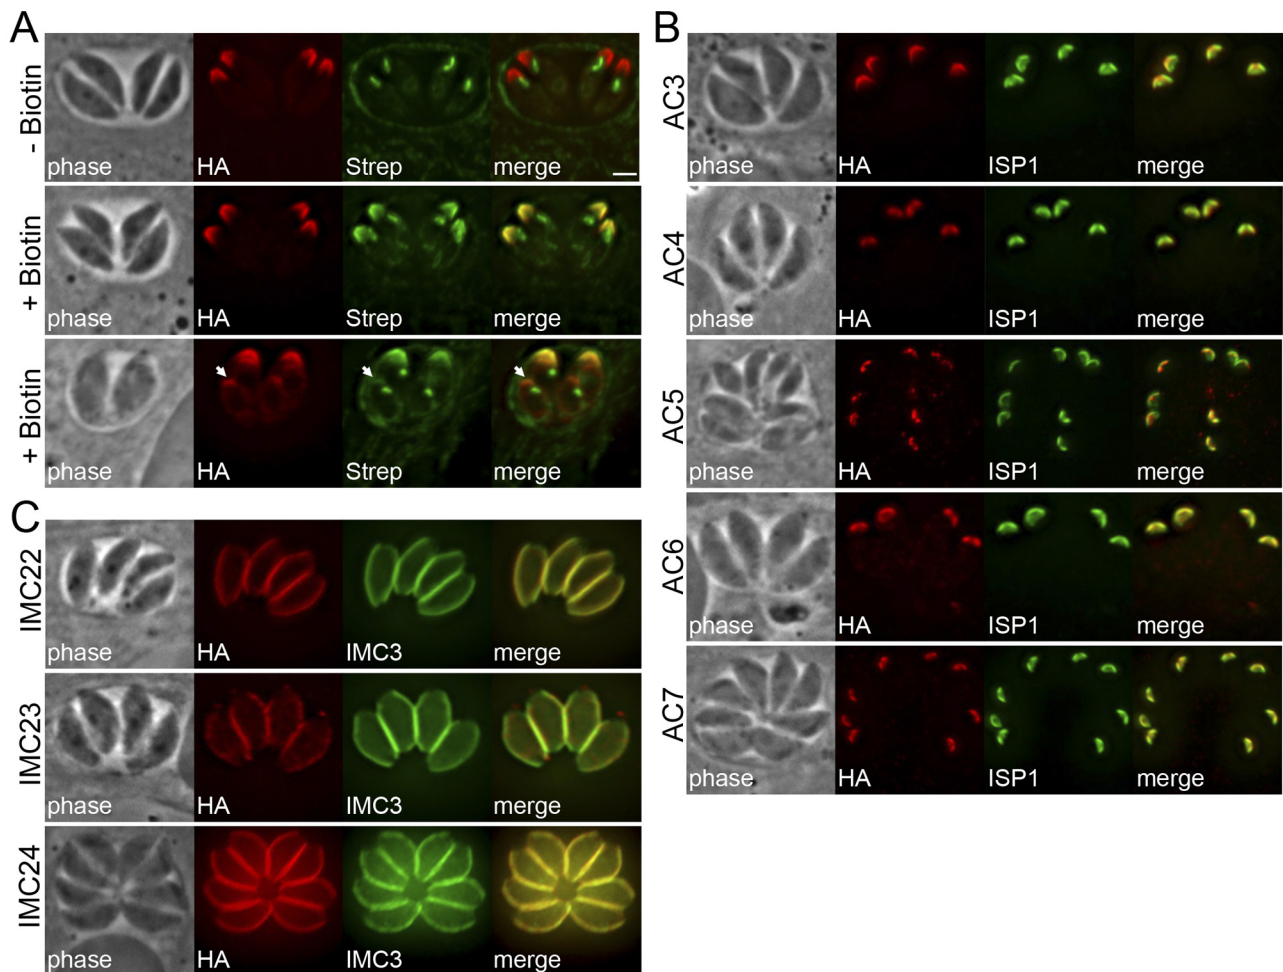 A
- Biotin
phase HA Strep merge
+ Biotin
phase HA Strep merge
+ Biotin
phase HA Strep merge
B
AC3
phase HA ISP1 merge
AC4
phase HA ISP1 merge
AC5
phase HA ISP1 merge
AC6
phase HA ISP1 merge
AC7
phase HA ISP1 merge
C
IMC22
phase HA IMC3 merge
IMC23
phase HA IMC3 merge
IMC24
phase HA IMC3 merge